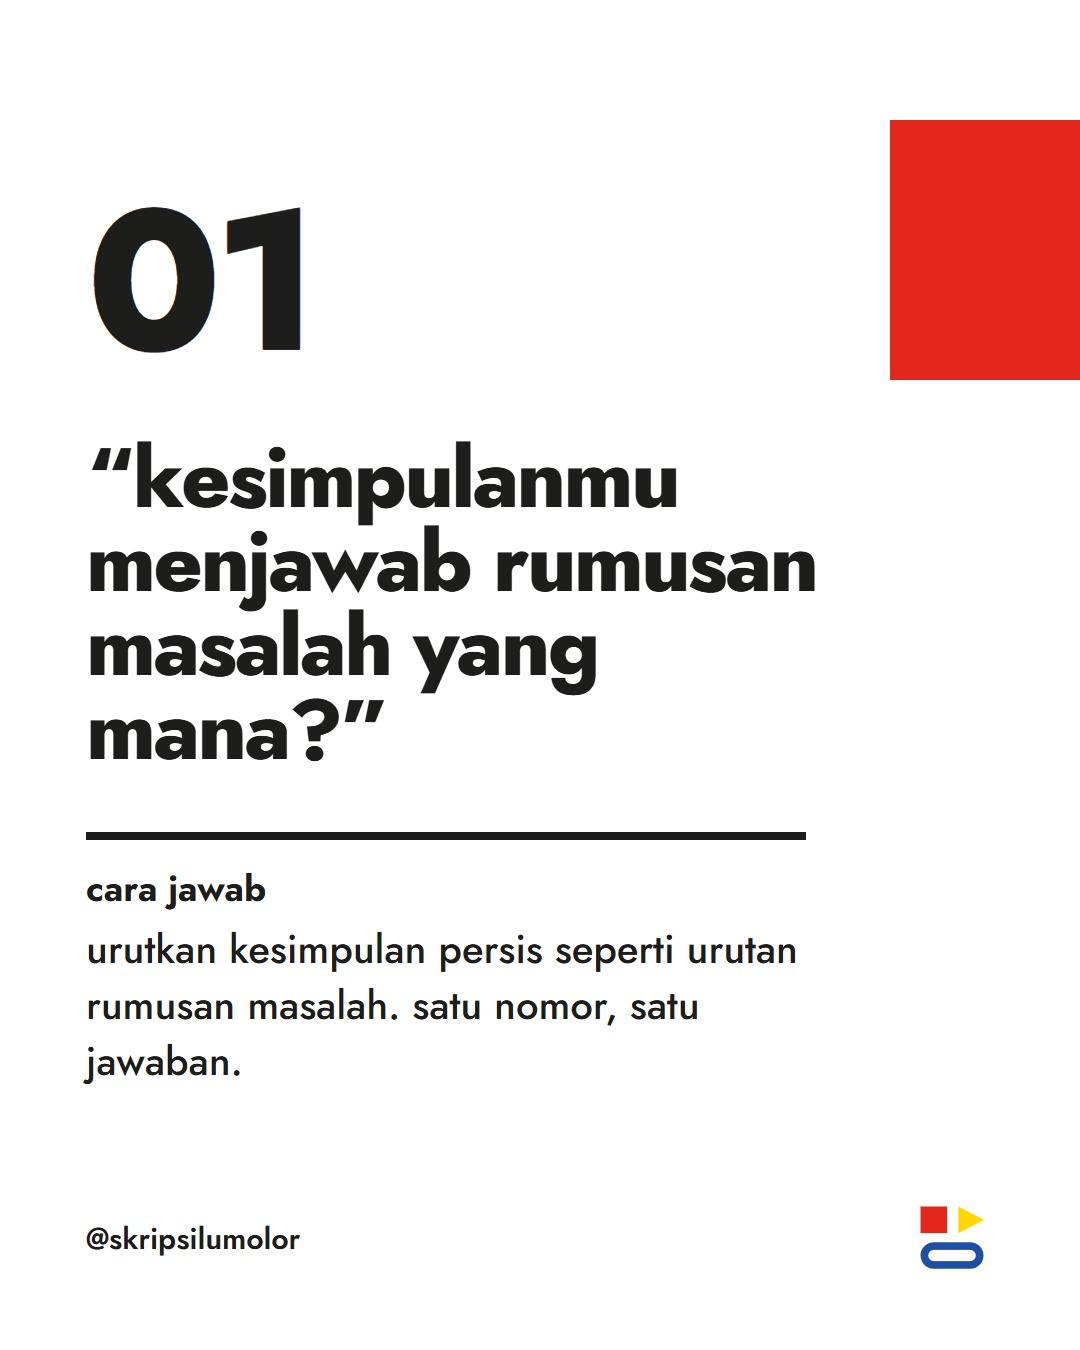 01
“kesimpulanmu
menjawab rumusan
masalah yang
mana?”
cara jawab
urutkan kesimpulan persis seperti urutan
rumusan masalah. satu nomor, satu
jawaban.
@skripsilumolor